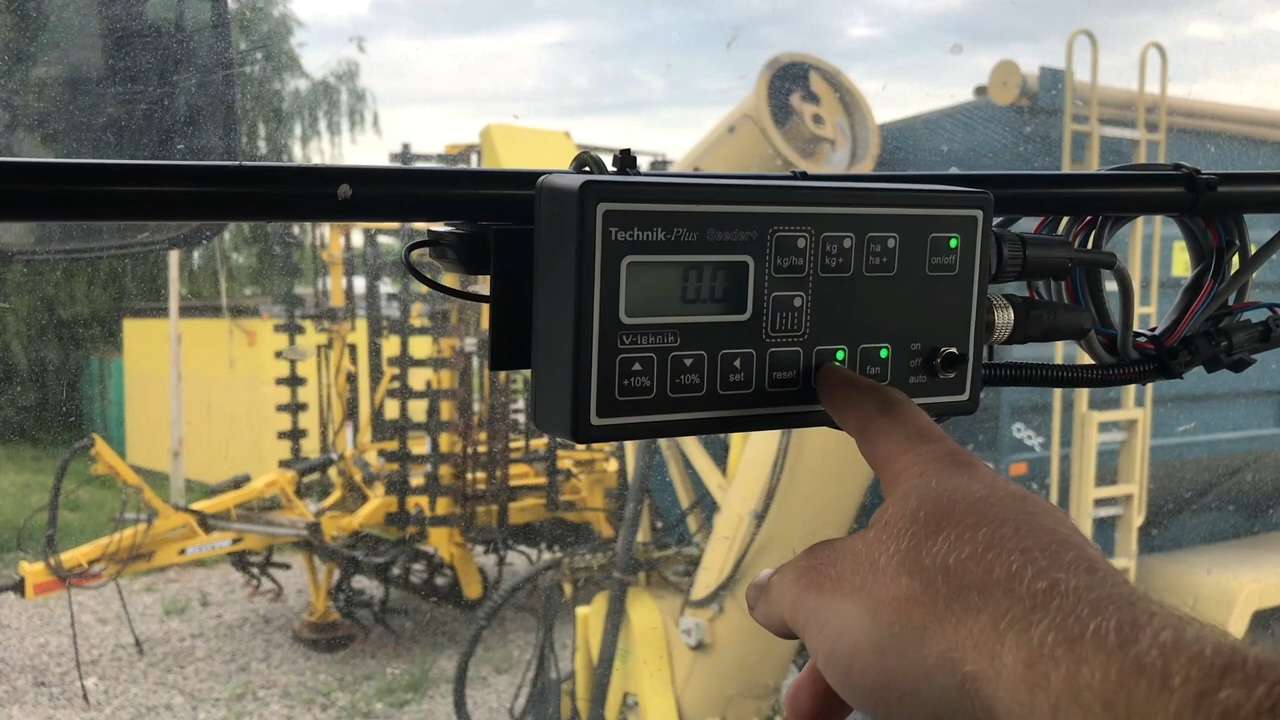 Technik-Plus Seeder+
kg/ha
kg
kg+
ha
ha+
on/off
0.0
V-teknik
+10%
-10%
set
reset
fan
on
off
auto